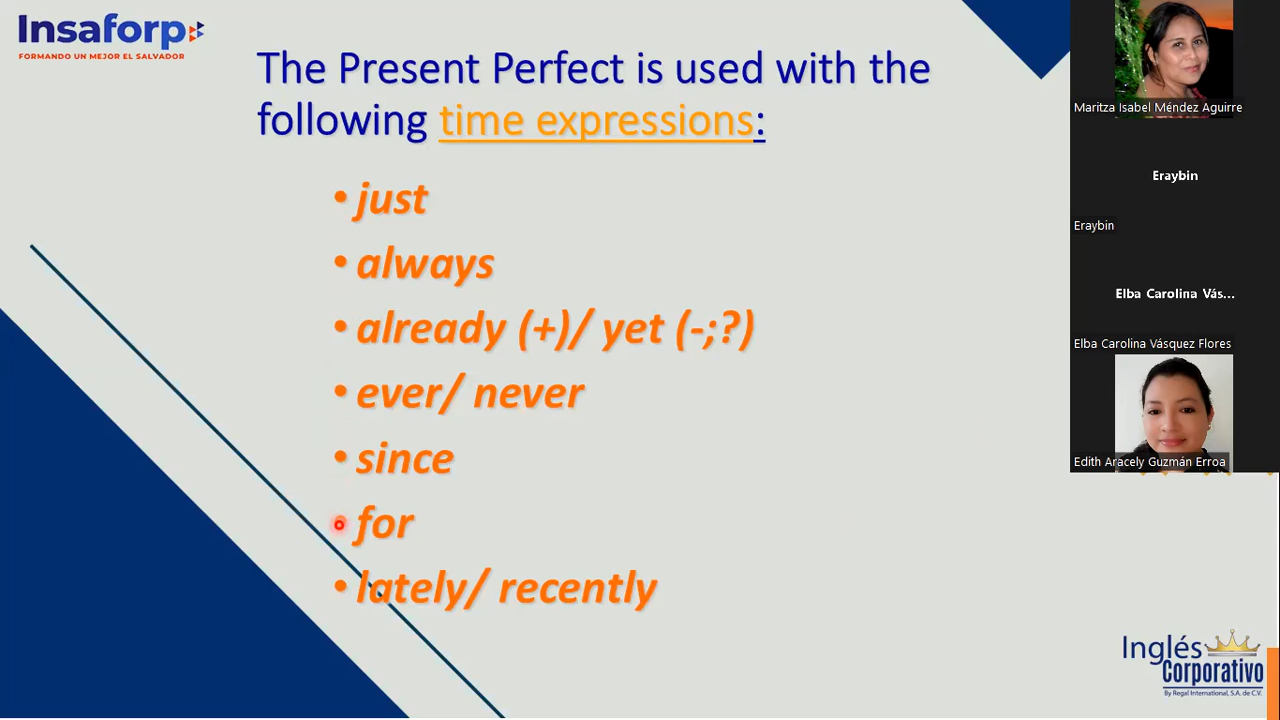 Insaforp
FORMANDO UN MEJOR EL SALVADOR
The Present Perfect is used with the
following time expressions:
• just
• always
• already (+)/ yet (-;?)
• ever/ never
• since
• for
• lately/ recently
Maritza Isabel Méndez Aguirre
Eraybin
Eraybin
Elba Carolina Vás...
Elba Carolina Vásquez Flores
Edith Aracely Guzmán Erroa
Inglés
Corporativo
By Regal International, S.A. de C.V.